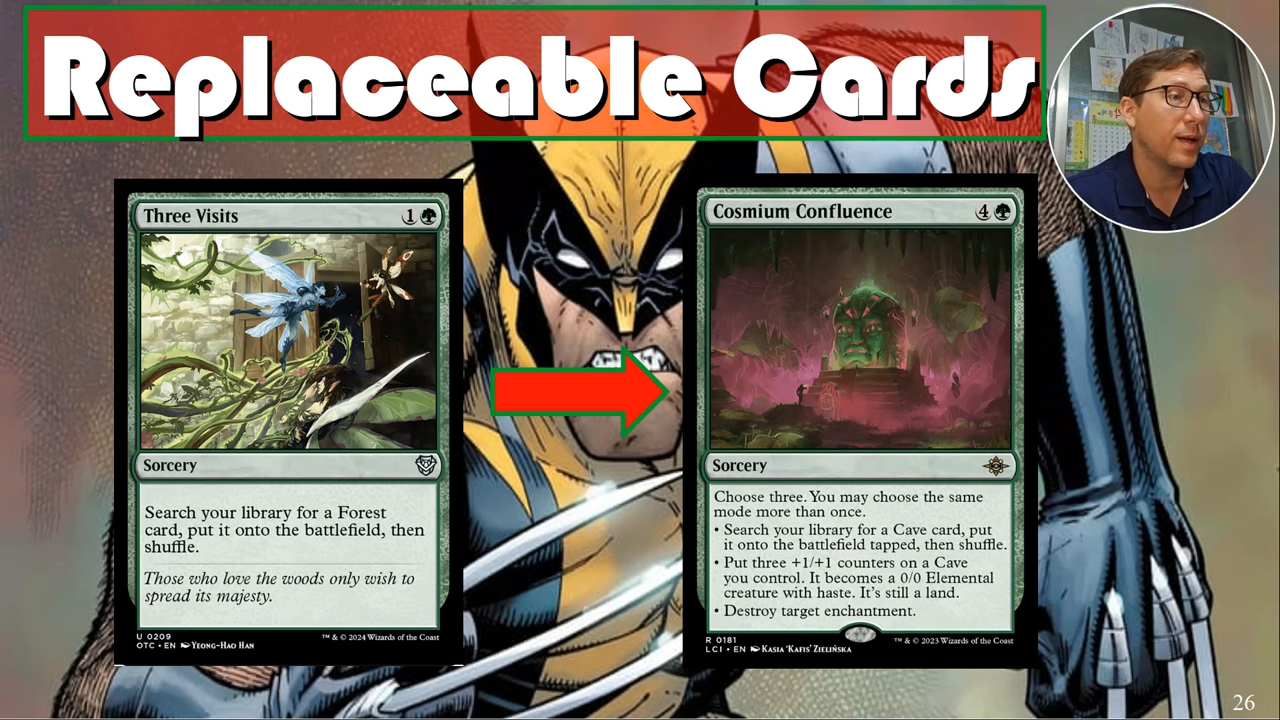 Replaceable Cards
Three Visits
1
Sorcery
Search your library for a Forest
card, put it onto the battlefield, then
shuffle.
Those who love the woods only wish to
spread its majesty.
U 0209
OTC • EN Yeong-Hao Han
™ & © 2024 Wizards of the Coast
Cosmium Confluence
4
Sorcery
Choose three. You may choose the same
mode more than once.
• Search your library for a Cave card, put
it onto the battlefield tapped, then shuffle.
• Put three +1/+1 counters on a Cave
you control. It becomes a 0/0 Elemental
creature with haste. It's still a land.
• Destroy target enchantment.
R 0181
LCI • EN Kasia 'Kafis' Zielińska
™ & © 2023 Wizards of the Coast
26